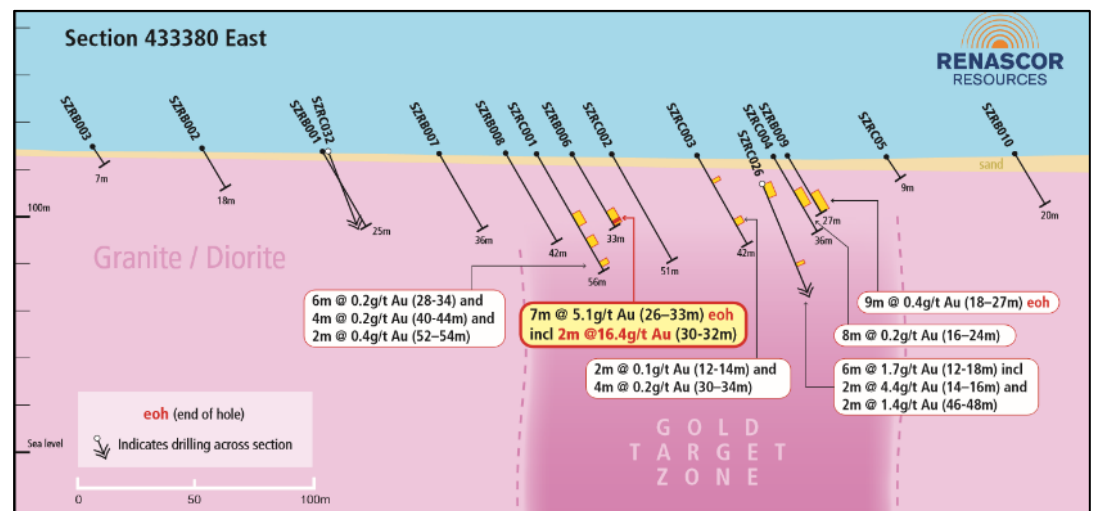 Section 433380 East
RENASCOR
RESOURCES
SZRB003
SZRB002
SZRB001
SZRC032
SZRB007
SZRB008
SZRC001
SZRB006
SZRC002
SZRC003
SZRC026
SZRC004
SZRB009
SZRC05
SZRB010
sand
7m
18m
25m
36m
42m
56m
33m
51m
42m
36m
27m
9m
20m
100m
Granite / Diorite
6m @ 0.2g/t Au (28-34) and
4m @ 0.2g/t Au (40-44m) and
2m @ 0.4g/t Au (52–54m)
7m @ 5.1g/t Au (26–33m) eoh
incl 2m @16.4g/t Au (30-32m)
2m @ 0.1g/t Au (12-14m) and
4m @ 0.2g/t Au (30–34m)
9m @ 0.4g/t Au (18–27m) eoh
8m @ 0.2g/t Au (16–24m)
6m @ 1.7g/t Au (12-18m) incl
2m @ 4.4g/t Au (14–16m) and
2m @ 1.4g/t Au (46-48m)
GOLD
TARGET
ZONE
Sea level
eoh (end of hole)
Indicates drilling across section
0 50 100m